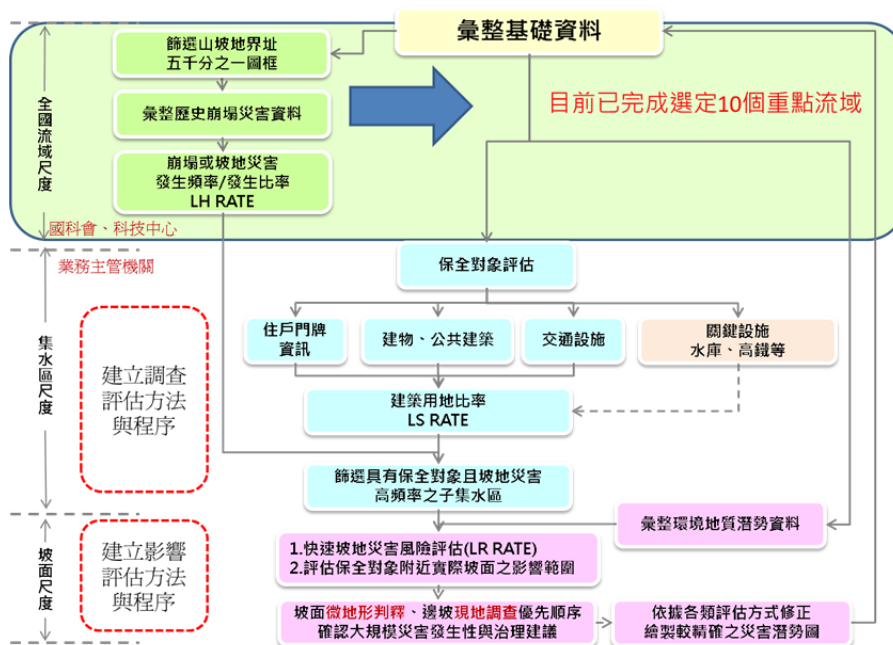 彙整基礎資料
篩選山坡地界址
五千分之一圖框
目前已完成選定10個重點流域
彙整歷史崩塌災害資料
全國流域尺度
崩塌或坡地災害
發生頻率/發生比率
LH RATE
國科會、科技中心
業務主管機關
保全對象評估
集水區尺度
住戶門牌
資訊
建物、公共建築
交通設施
關鍵設施
水庫、高鐵等
建立調查
評估方法
與程序
建築用地比率
LS RATE
篩選具有保全對象且坡地災害
高頻率之子集水區
彙整環境地質潛勢資料
坡面尺度
建立影響
評估方法
與程序
1.快速坡地災害風險評估(LR RATE)
2.評估保全對象附近實際坡面之影響範圍
坡面微地形判釋、邊坡現地調查優先順序
確認大規模災害發生性與治理建議
依據各類評估方式修正
繪製較精確之災害潛勢圖